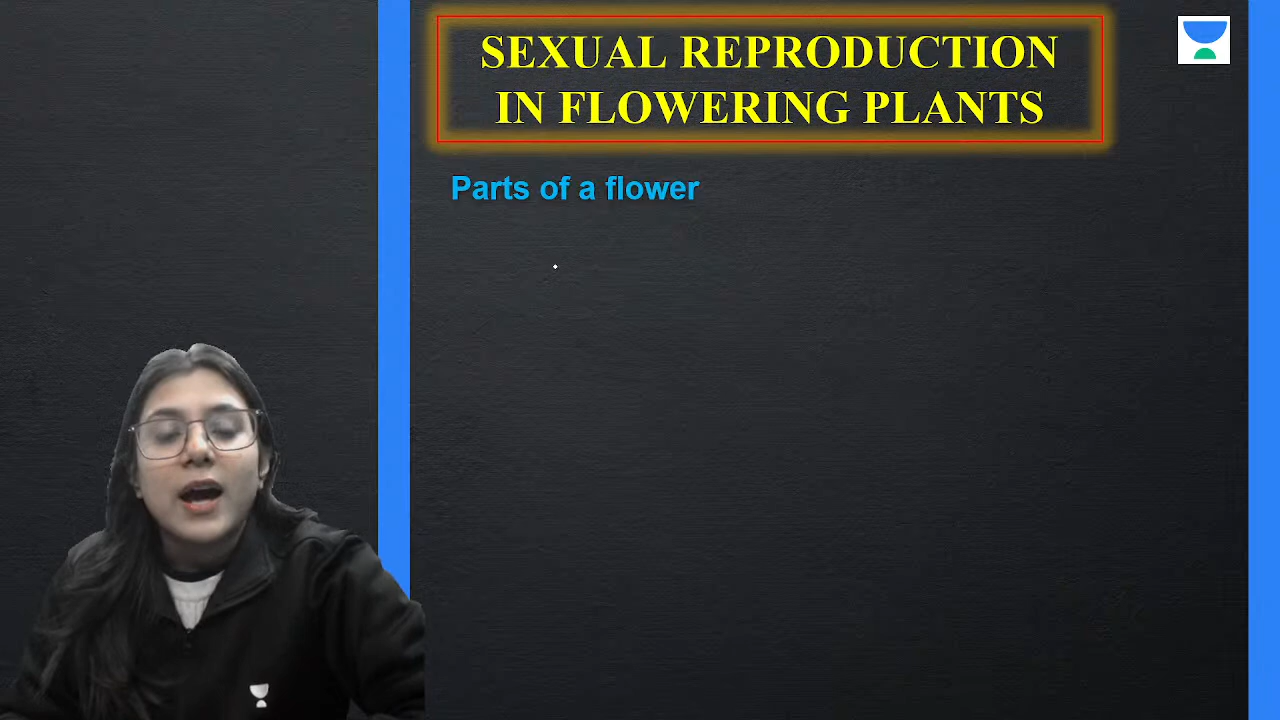 SEXUAL REPRODUCTION
IN FLOWERING PLANTS
Parts of a flower